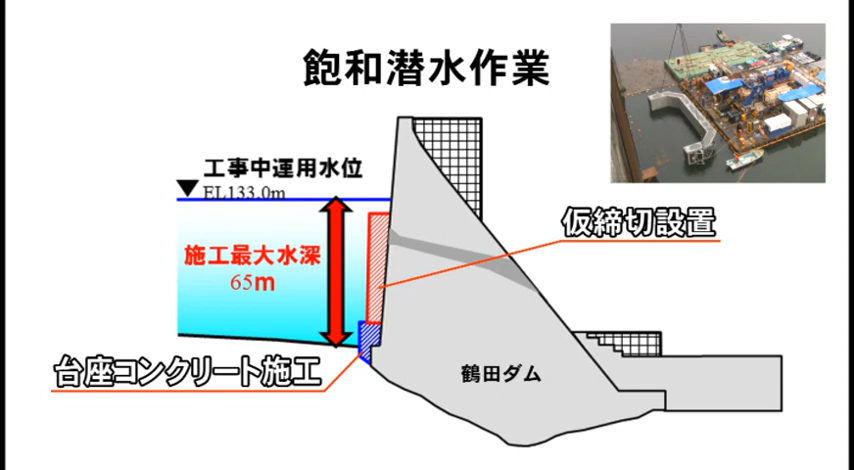 飽和潜水作業
工事中運用水位
EL133.0m
仮締切設置
施工最大水深
65m
台座コンクリート施工
鶴田ダム